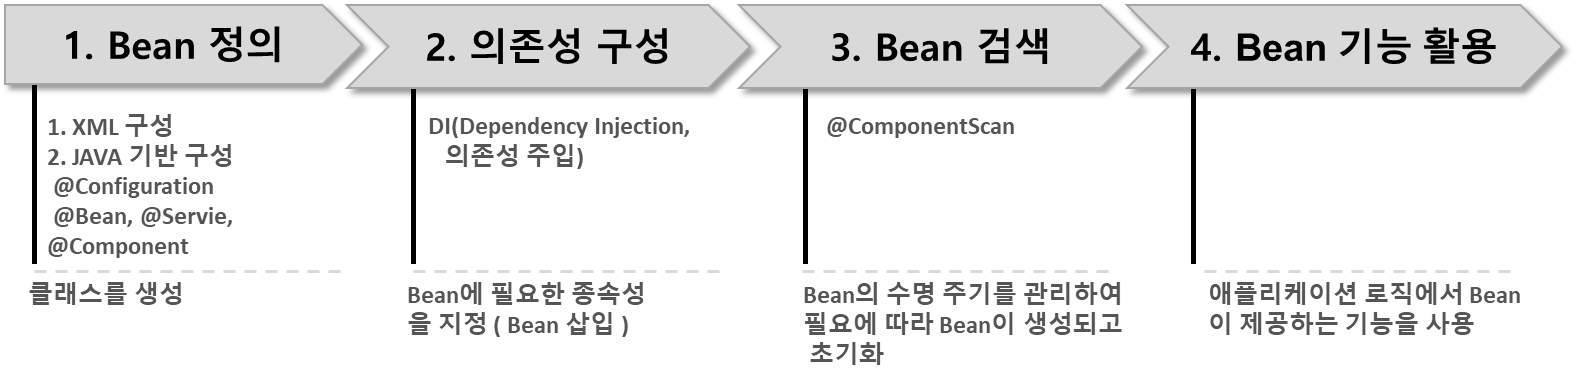 1. Bean 정의
1. XML 구성
2. JAVA 기반 구성
@Configuration
@Bean, @Servie,
@Component
클래스를 생성
2. 의존성 구성
DI(Dependency Injection,
의존성 주입)
Bean에 필요한 종속성
을 지정 ( Bean 삽입 )
3. Bean 검색
@ComponentScan
Bean의 수명 주기를 관리하여
필요에 따라 Bean이 생성되고
초기화
4. Bean 기능 활용
애플리케이션 로직에서 Bean
이 제공하는 기능을 사용